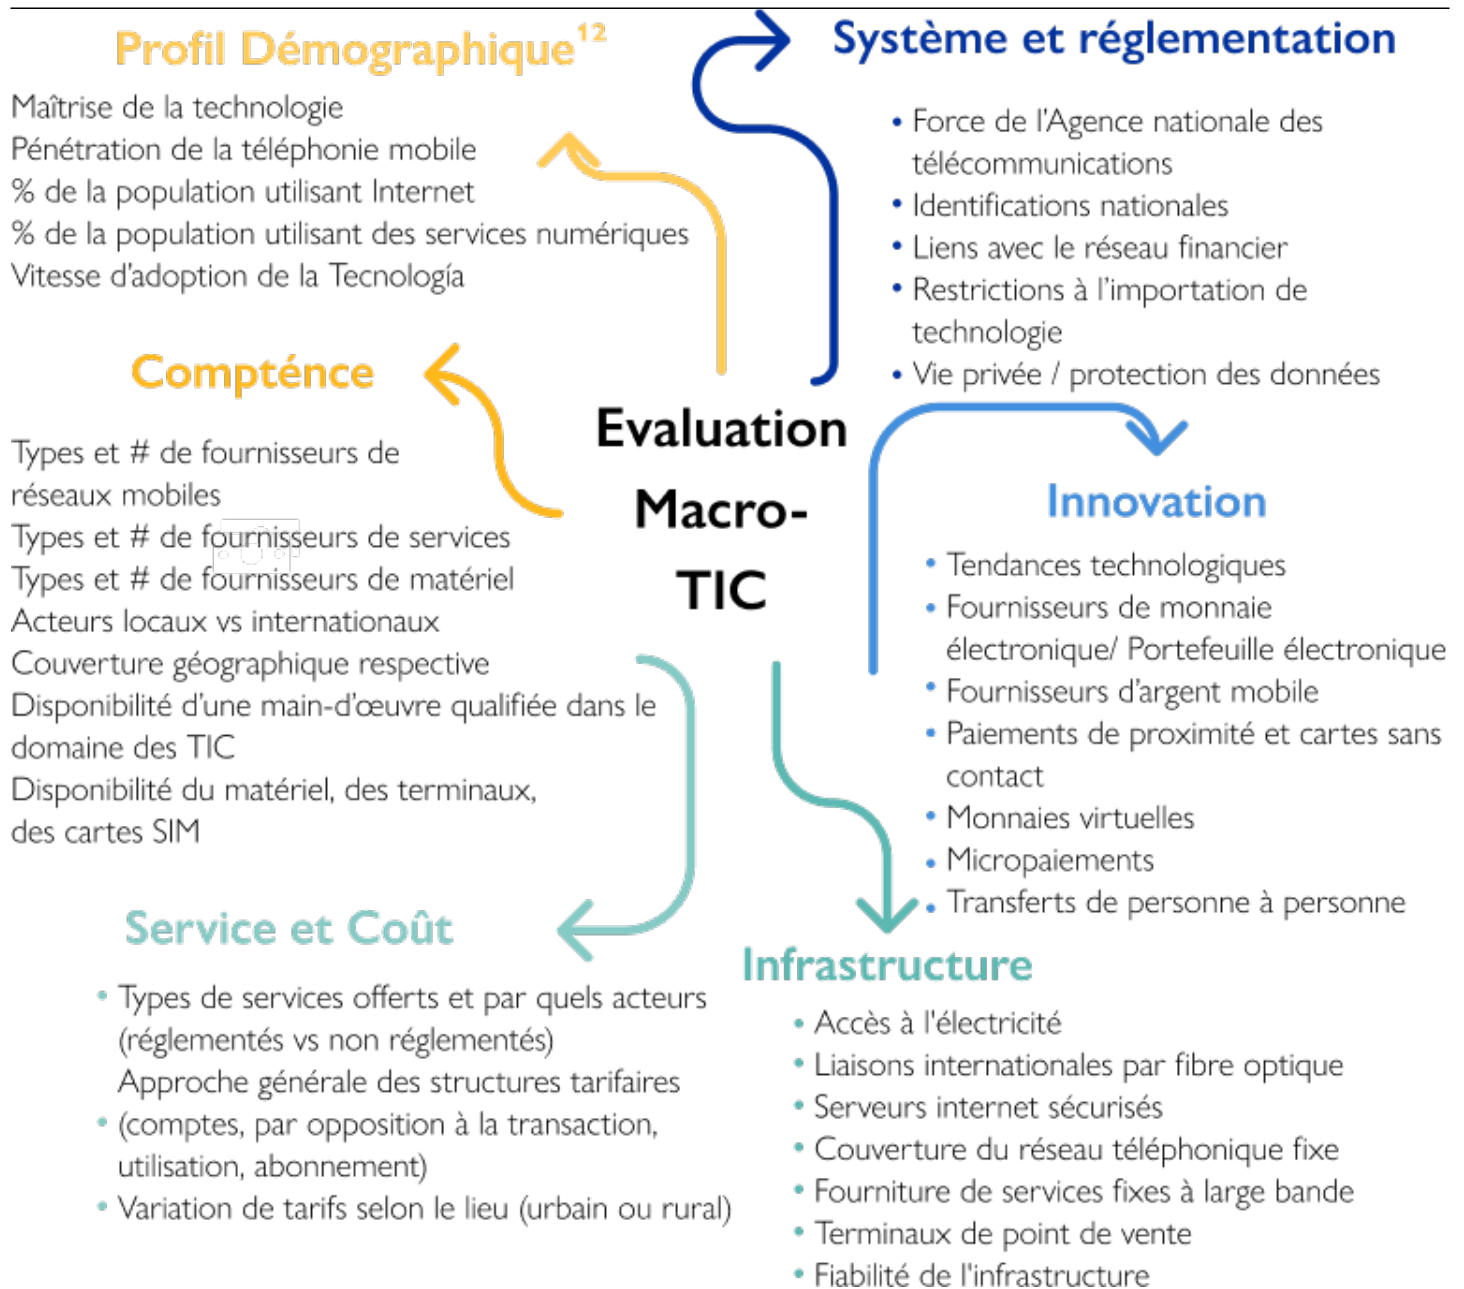 Profil Démographique12
Maîtrise de la technologie
Pénétration de la téléphonie mobile
% de la population utilisant Internet
% de la population utilisant des services numériques
Vitesse d'adoption de la Tecnología
Système et réglementation
• Force de l'Agence nationale des
télécommunications
• Identifications nationales
• Liens avec le réseau financier
• Restrictions à l'importation de
technologie
• Vie privée / protection des données
Compténce
Types et # de fournisseurs de
réseaux mobiles
Types et # de fournisseurs de services
Types et # de fournisseurs de matériel
Acteurs locaux vs internationaux
Couverture géographique respective
Disponibilité d'une main-d'œuvre qualifiée dans le
domaine des TIC
Disponibilité du matériel, des terminaux,
des cartes SIM
Evaluation
Macro-
TIC
Innovation
• Tendances technologiques
• Fournisseurs de monnaie
électronique/ Portefeuille électronique
• Fournisseurs d'argent mobile
• Paiements de proximité et cartes sans
contact
• Monnaies virtuelles
• Micropaiements
• Transferts de personne à personne
Service et Coût
• Types de services offerts et par quels acteurs
(réglementés vs non réglementés)
Approche générale des structures tarifaires
• (comptes, par opposition à la transaction,
utilisation, abonnement)
• Variation de tarifs selon le lieu (urbain ou rural)
Infrastructure
• Accès à l'électricité
• Liaisons internationales par fibre optique
• Serveurs internet sécurisés
• Couverture du réseau téléphonique fixe
• Fourniture de services fixes à large bande
• Terminaux de point de vente
• Fiabilité de l'infrastructure